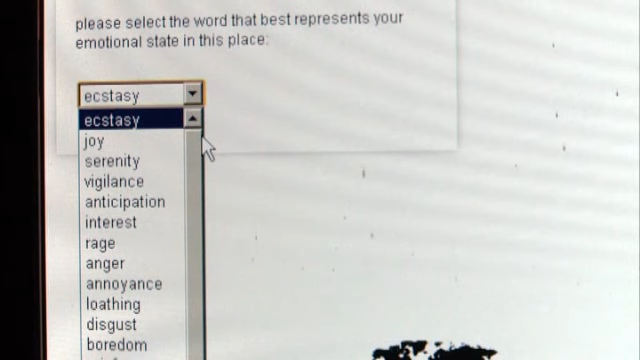 please select the word that best represents your
emotional state in this place:
ecstasy
ecstasy
joy
serenity
vigilance
anticipation
interest
rage
anger
annoyance
loathing
disgust
boredom